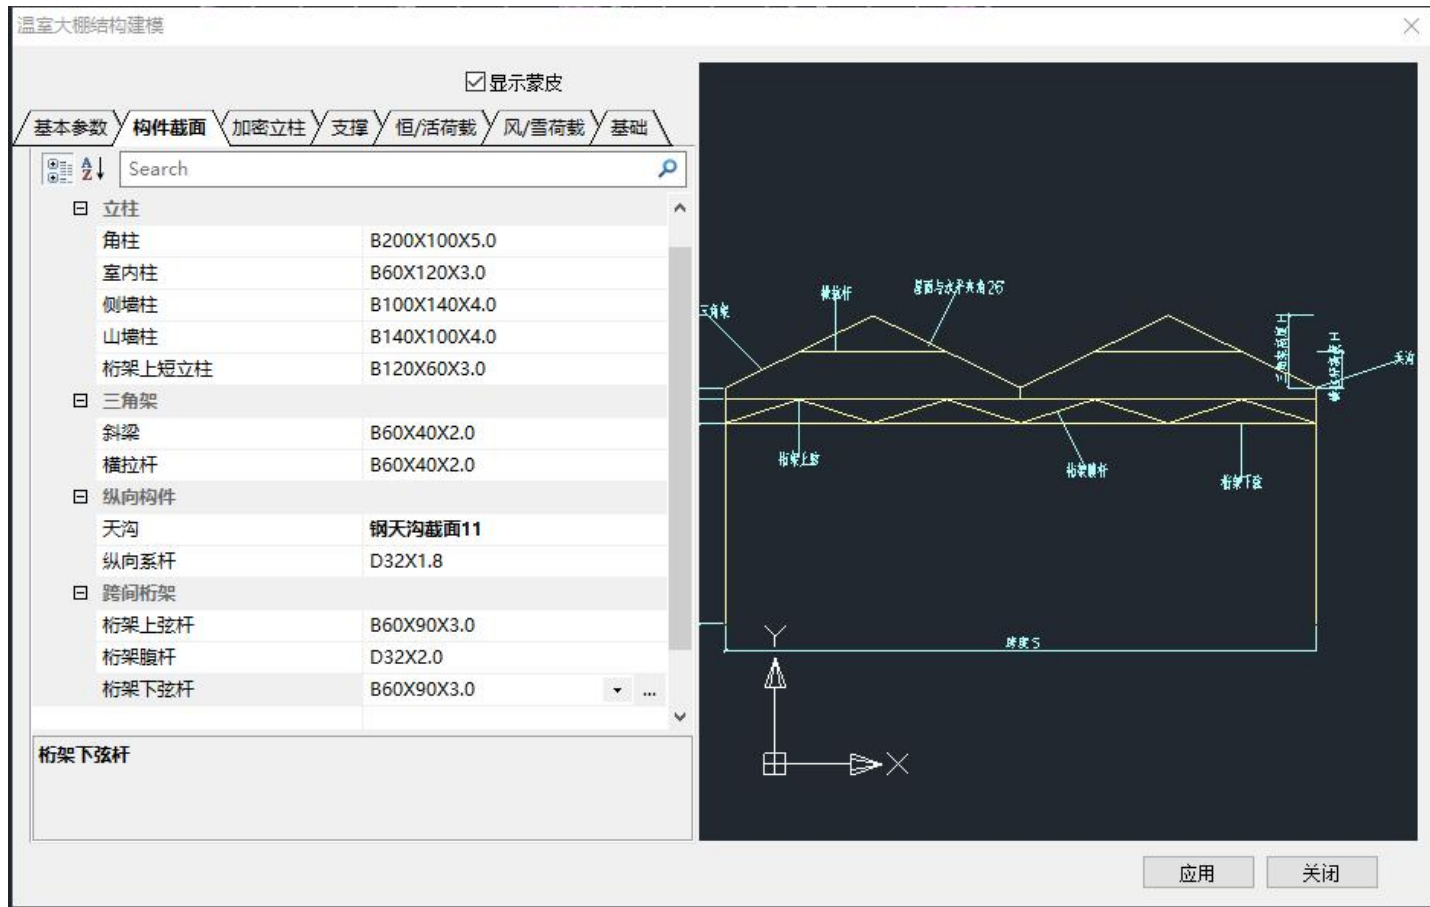 温室大棚结构建模
显示蒙皮
基本参数 构件截面 加密立柱 支撑 恒/活荷载 风/雪荷载 基础
Search
立柱
角柱 B200X100X5.0
室内柱 B60X120X3.0
侧墙柱 B100X140X4.0
山墙柱 B140X100X4.0
桁架上短立柱 B120X60X3.0
三角架
斜梁 B60X40X2.0
横拉杆 B60X40X2.0
纵向构件
天沟 钢天沟截面11
纵向系杆 D32X1.8
跨间桁架
桁架上弦杆 B60X90X3.0
桁架腹杆 D32X2.0
桁架下弦杆 B60X90X3.0
...
桁架下弦杆
三角架
横拉杆
屋面与水平夹角26
三角架高度 H
天沟
桁架上弦
桁架腹杆
桁架下弦
跨度 S
Y
X
应用 关闭